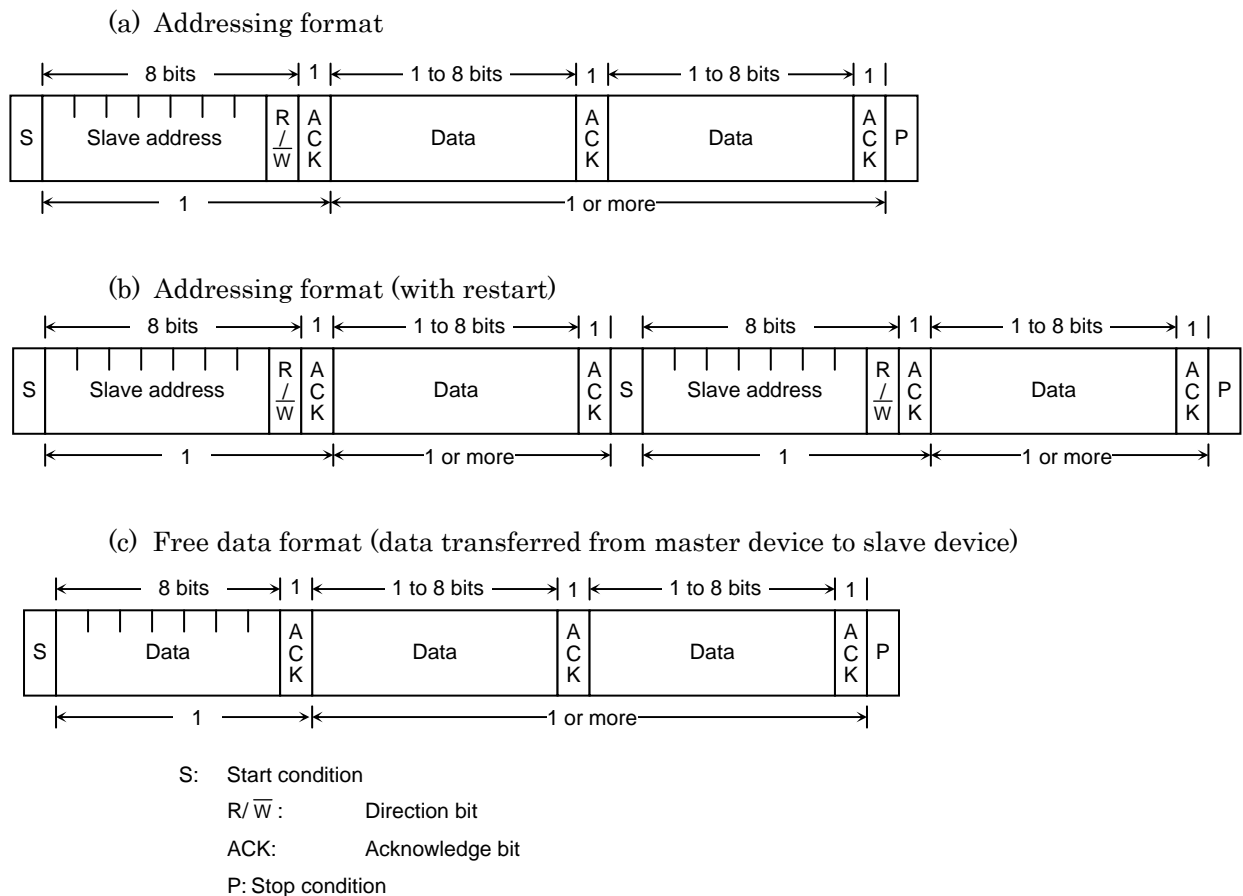 (a) Addressing format
8 bits 1 1 to 8 bits 1 1 to 8 bits 1
S Slave address R/W̅ ACK Data ACK Data ACK P
1 1 or more
(b) Addressing format (with restart)
8 bits 1 1 to 8 bits 1 8 bits 1 1 to 8 bits 1
S Slave address R/W̅ ACK Data ACK S Slave address R/W̅ ACK Data ACK P
1 1 or more 1 1 or more
(c) Free data format (data transferred from master device to slave device)
8 bits 1 1 to 8 bits 1 1 to 8 bits 1
S Data ACK Data ACK Data ACK P
1 1 or more
S: Start condition
R/W̅ : Direction bit
ACK: Acknowledge bit
P: Stop condition